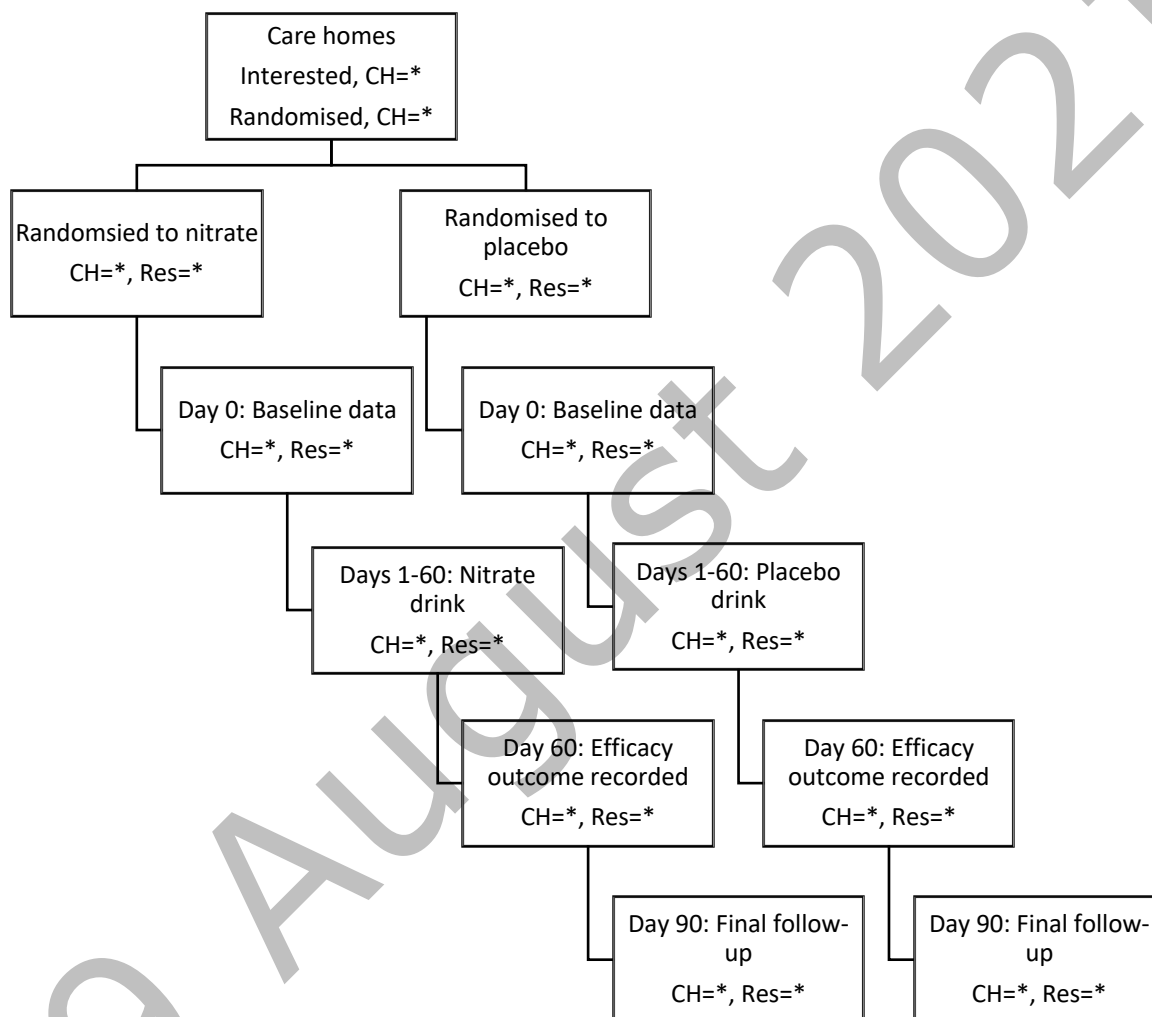 Care homes
Interested, CH=*
Randomised, CH=*
Randomsied to nitrate
CH=*, Res=*
Randomised to
placebo
CH=*, Res=*
Day 0: Baseline data
CH=*, Res=*
Day 0: Baseline data
CH=*, Res=*
Days 1-60: Nitrate
drink
CH=*, Res=*
Days 1-60: Placebo
drink
CH=*, Res=*
Day 60: Efficacy
outcome recorded
CH=*, Res=*
Day 60: Efficacy
outcome recorded
CH=*, Res=*
Day 90: Final follow-
up
CH=*, Res=*
Day 90: Final follow-
up
CH=*, Res=*
August